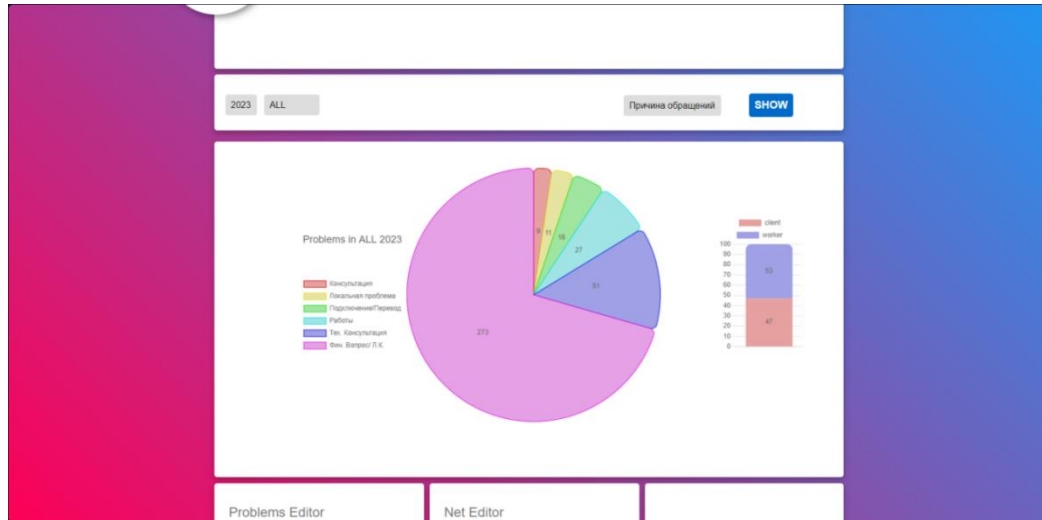 2023
ALL
Причина обращений
SHOW
Problems in ALL 2023
Консультация
Локальная проблема
Подключение/Перевод
Работы
Тех. Консультация
Фин. Вопрос/ Л.К.
9
11
18
27
51
273
client
worker
100
90
80
70
60
50
40
30
20
10
0
53
47
Problems Editor
Net Editor